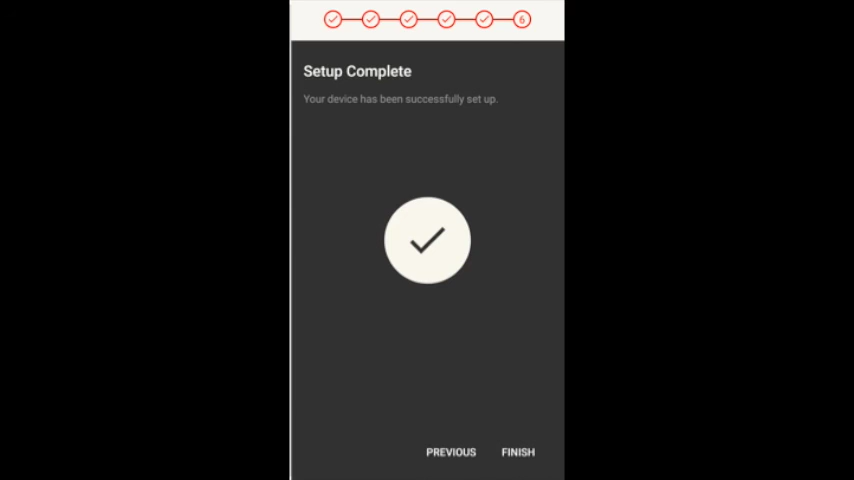 6
Setup Complete
Your device has been successfully set up.
PREVIOUS FINISH